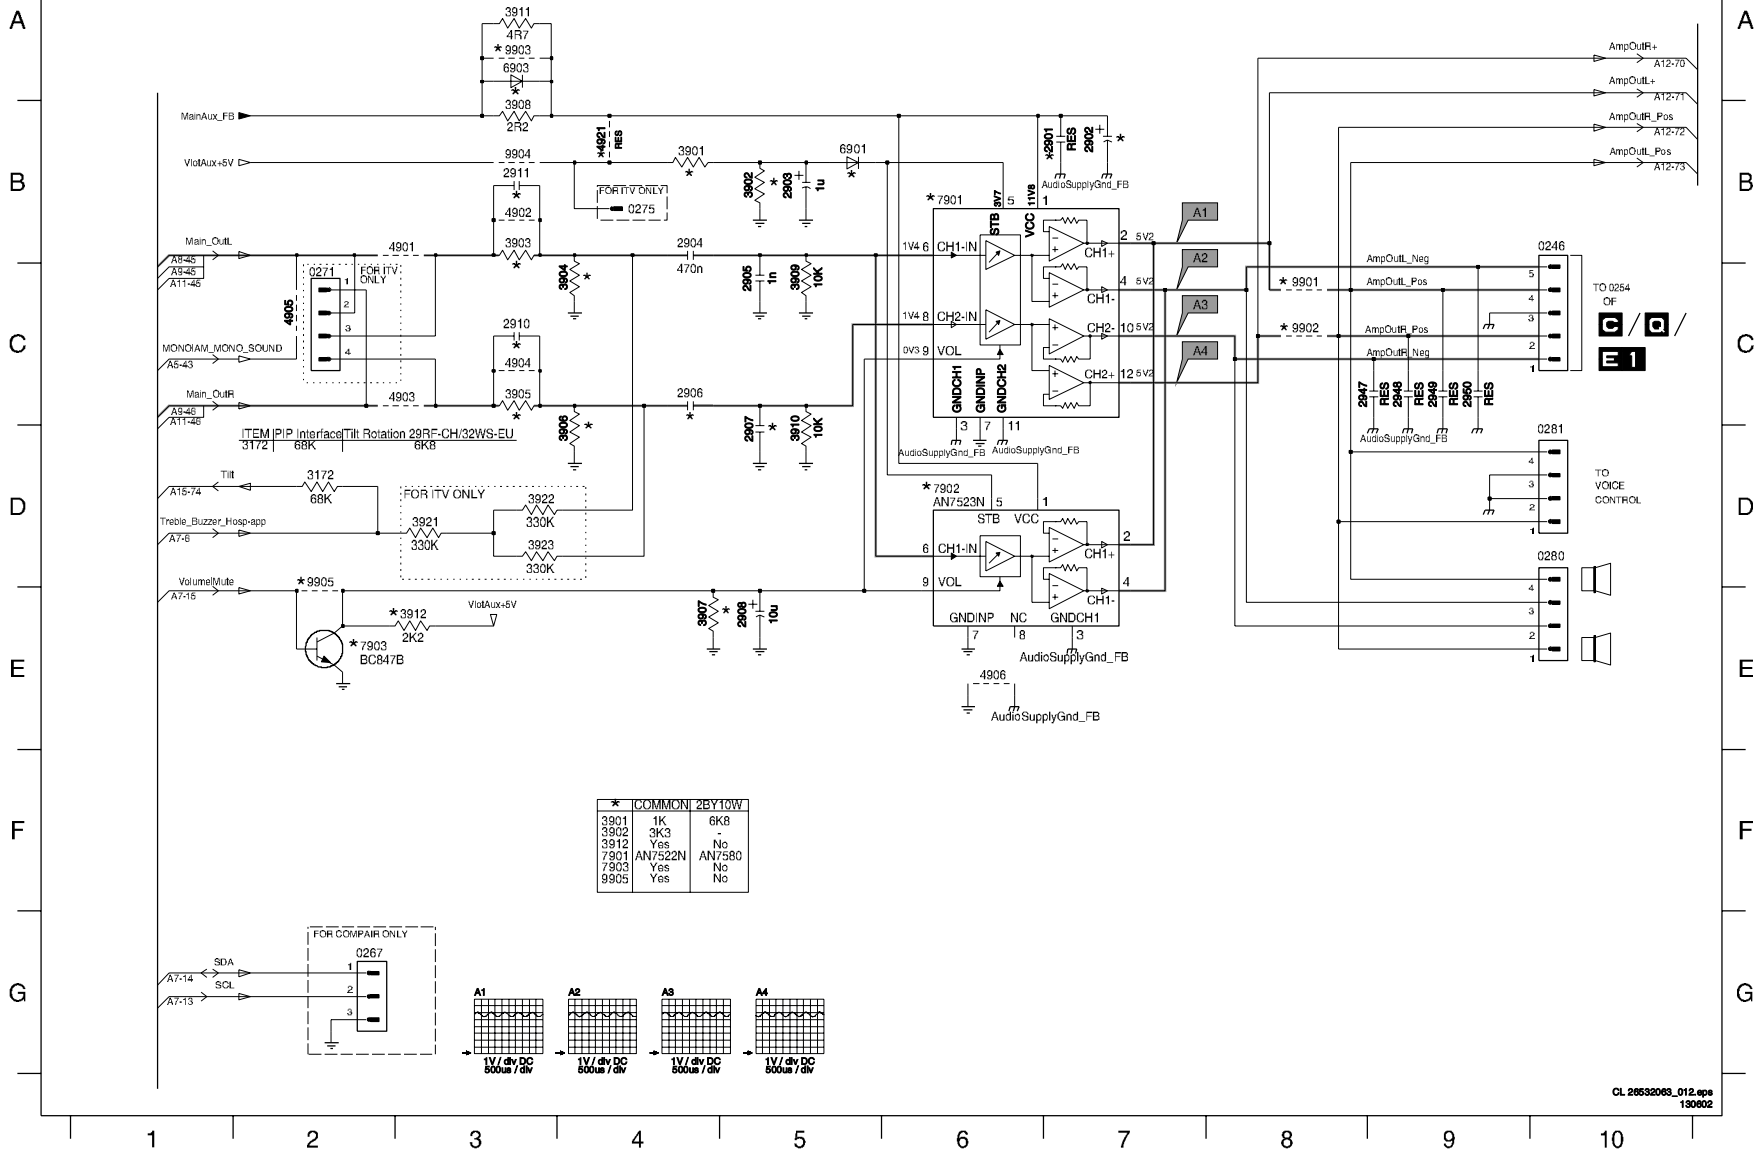 A
A
3911
4R7
* 9903
6903
*
3908
2R2
AmpOutR+
A12-70
AmpOutL+
A12-71
AmpOutR_Pos
A12-72
AmpOutL_Pos
A12-73
MainAux_FB
VlotAux+5V
9904
*4921
RES
3901
*
3902
*
2903
+
1u
6901
*
*2901
RES
2902
+
*
AudioSupplyGnd_FB
B
B
2911
*
4902
3903
*
FOR ITV ONLY
0275
* 7901
3V7
5
11V8
1
STB
VCC
Main_OutL
A8-45
A9-45
A11-45
4901
0271
FOR ITV
ONLY
1
2
3
4
4905
3904
*
2904
470n
2905
1n
3909
10K
1V4 6 CH1-IN
CH1+
2 5V2
A1
CH1-
4 5V2
A2
1V4 8 CH2-IN
CH2-
10 5V2
A3
0V3 9 VOL
CH2+
12 5V2
A4
GNDCH1
GNDINP
GNDCH2
3
7
11
AudioSupplyGnd_FB
AudioSupplyGnd_FB
* 9901
* 9902
AmpOutL_Neg
AmpOutL_Pos
AmpOutR_Pos
AmpOutR_Neg
0246
5
4
3
2
1
TO 0254
OF
C / Q /
E 1
C
C
MONOIAM_MONO_SOUND
A5-43
2910
*
4904
3905
*
Main_OutR
A9-46
A11-46
4903
3906
*
2906
*
2907
*
3910
10K
2947
RES
2948
RES
2949
RES
2950
RES
AudioSupplyGnd_FB
ITEM PIP Interface Tilt Rotation 29RF-CH/32WS-EU
3172 68K 6K8
Tilt
A15-74
3172
68K
FOR ITV ONLY
3921
330K
3922
330K
3923
330K
Treble_Buzzer_Hosp-app
A7-6
* 7902
AN7523N
5
1
STB VCC
6 CH1-IN
CH1+
2
9 VOL
CH1-
4
GNDINP NC GNDCH1
7
8
3
AudioSupplyGnd_FB
0281
4
3
2
1
TO
VOICE
CONTROL
D
D
0280
4
3
2
1
VolumeMute
A7-15
* 9905
* 3912
2K2
VlotAux+5V
* 7903
BC847B
3907
*
2908
+
10u
4906
AudioSupplyGnd_FB
E
E
* COMMON 2BY10W
3901 1K 6K8
3902 3K3 -
3912 Yes No
7901 AN7522N AN7580
7903 Yes No
9905 Yes No
F
F
FOR COMPAIR ONLY
0267
1
2
3
SDA
A7-14
SCL
A7-13
G
G
A1
1V / div DC
500us / div
A2
1V / div DC
500us / div
A3
1V / div DC
500us / div
A4
1V / div DC
500us / div
CL 26532063_012.eps
130602
1 2 3 4 5 6 7 8 9 10